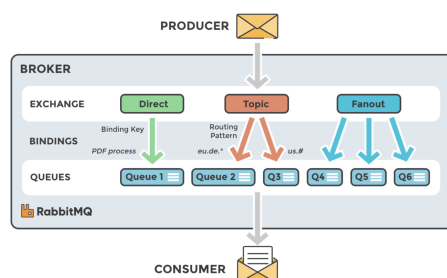 PRODUCER
BROKER
EXCHANGE
Direct
Topic
Fanout
Binding Key
Routing
Pattern
BINDINGS
PDF process
eu.de.*
us.#
QUEUES
Queue 1
Queue 2
Q3
Q4
Q5
Q6
RabbitMQ
CONSUMER